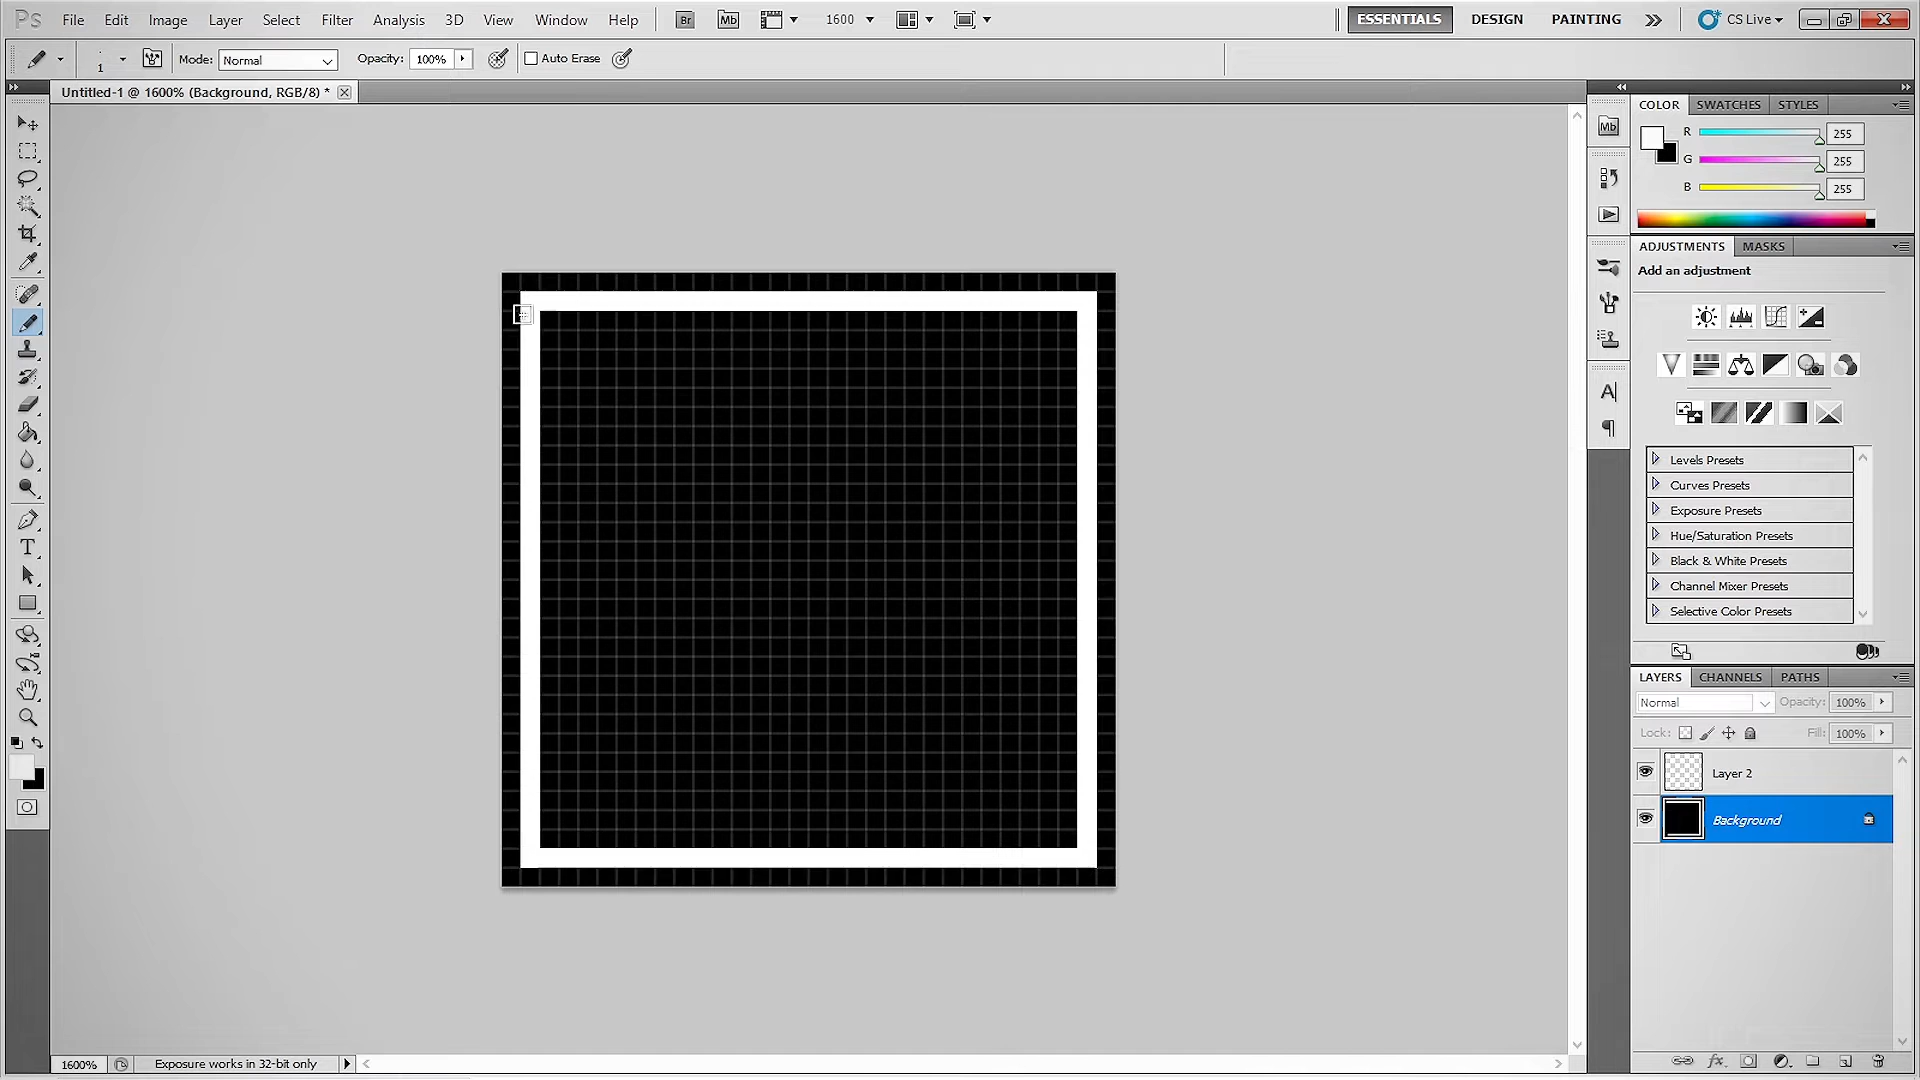 Ps File Edit Image Layer Select Filter Analysis 3D View Window Help Br Mb 1600 ESSENTIALS DESIGN PAINTING CS Live
1 Mode: Normal Opacity: 100% Auto Erase
Untitled-1 @ 1600% (Background, RGB/8) *
COLOR SWATCHES STYLES
Mb
R 255
G 255
B 255
ADJUSTMENTS MASKS
Add an adjustment
Levels Presets
Curves Presets
Exposure Presets
Hue/Saturation Presets
Black & White Presets
Channel Mixer Presets
Selective Color Presets
LAYERS CHANNELS PATHS
Normal Opacity: 100%
Lock: Fill: 100%
Layer 2
Background
1600% Exposure works in 32-bit only